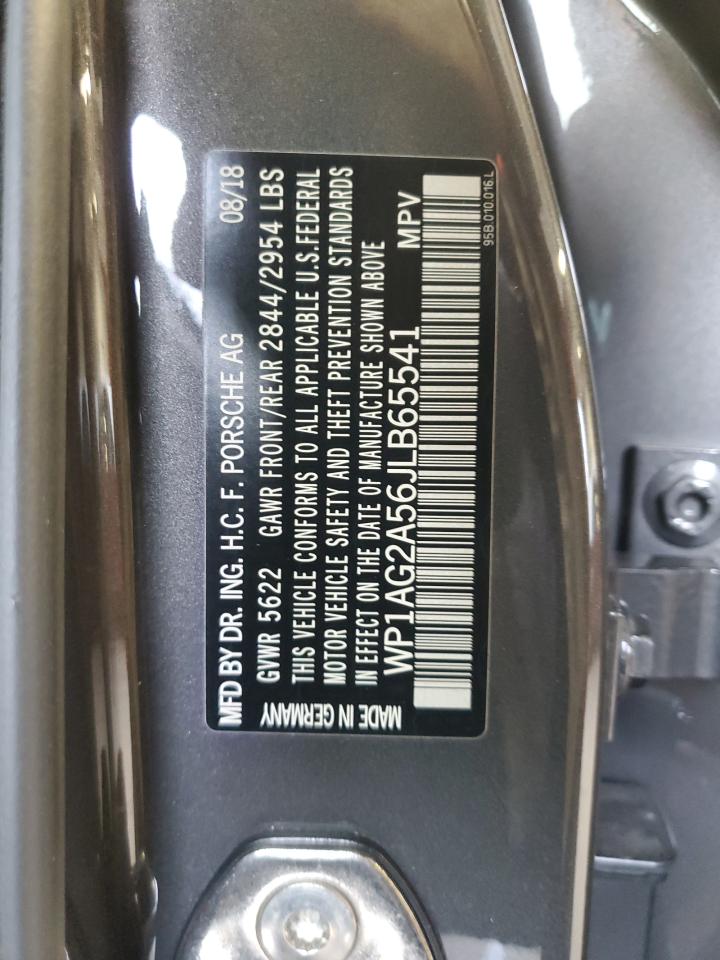 MFD BY DR. ING. H.C. F. PORSCHE AG 08/18
GVWR 5622 GAWR FRONT/REAR 2844/2954 LBS
THIS VEHICLE CONFORMS TO ALL APPLICABLE U.S.FEDERAL
MOTOR VEHICLE SAFETY AND THEFT PREVENTION STANDARDS
IN EFFECT ON THE DATE OF MANUFACTURE SHOWN ABOVE
WP1AG2A56JLB65541 MPV
MADE IN GERMANY
95B.010.016.L